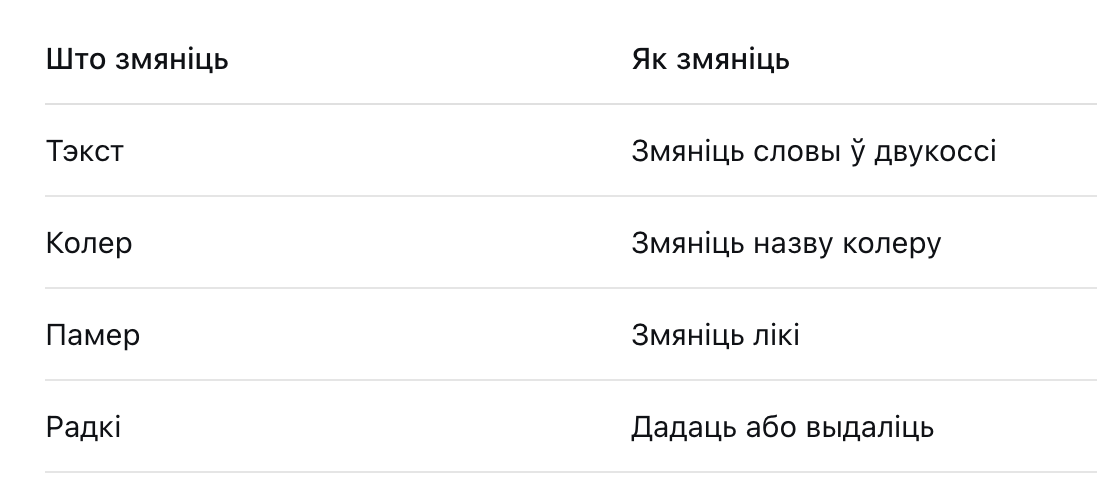 Што змяніць Як змяніць
Тэкст Змяніць словы ў двукоссі
Колер Змяніць назву колеру
Памер Змяніць лікі
Радкі Дадаць або выдаліць